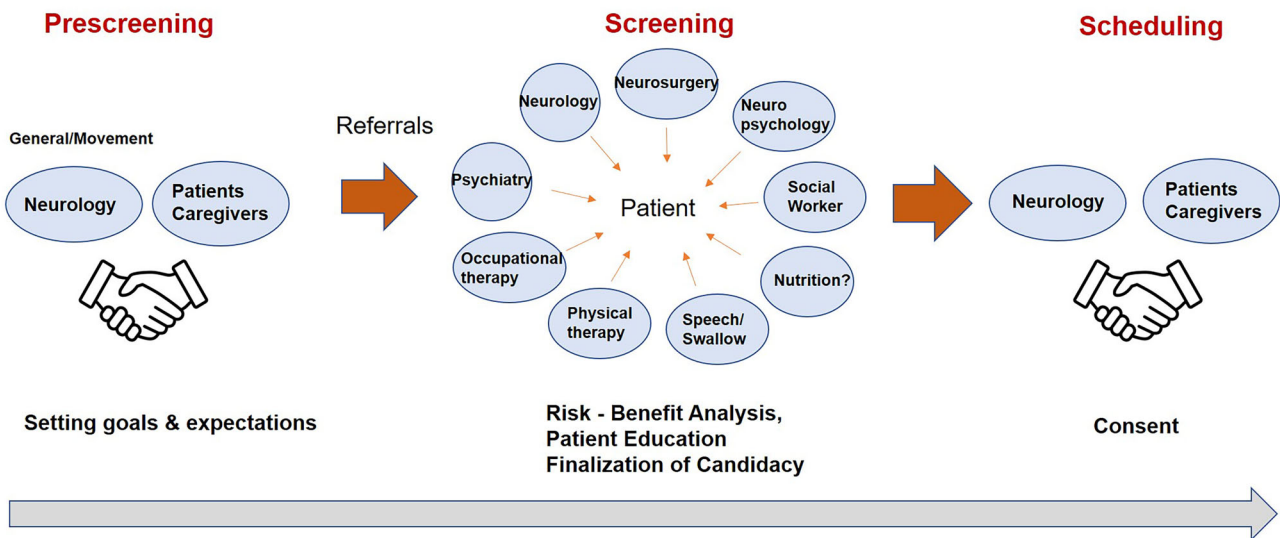 Prescreening
Screening
Scheduling
General/Movement
Neurology
Patients
Caregivers
Setting goals & expectations
Referrals
Neurology
Neurosurgery
Neuro
psychology
Psychiatry
Patient
Social
Worker
Occupational
therapy
Nutrition?
Physical
therapy
Speech/
Swallow
Risk - Benefit Analysis,
Patient Education
Finalization of Candidacy
Neurology
Patients
Caregivers
Consent